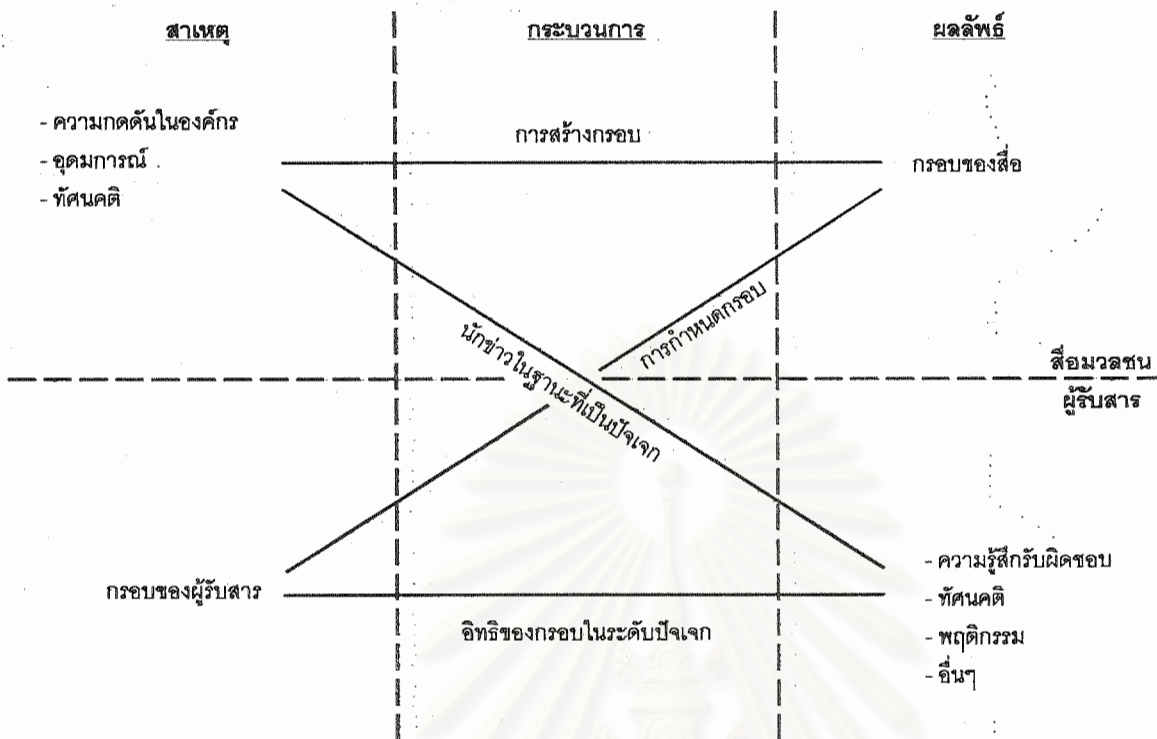 สาเหตุ
กระบวนการ
ผลลัพธ์
- ความกดดันในองค์กร
- อุดมการณ์
- ทัศนคติ
การสร้างกรอบ
กรอบของสื่อ
นักข่าวในฐานะที่เป็นปัจเจก
การกำหนดกรอบ
สื่อมวลชน
ผู้รับสาร
กรอบของผู้รับสาร
อิทธิของกรอบในระดับปัจเจก
- ความรู้สึกรับผิดชอบ
- ทัศนคติ
- พฤติกรรม
- อื่นๆ